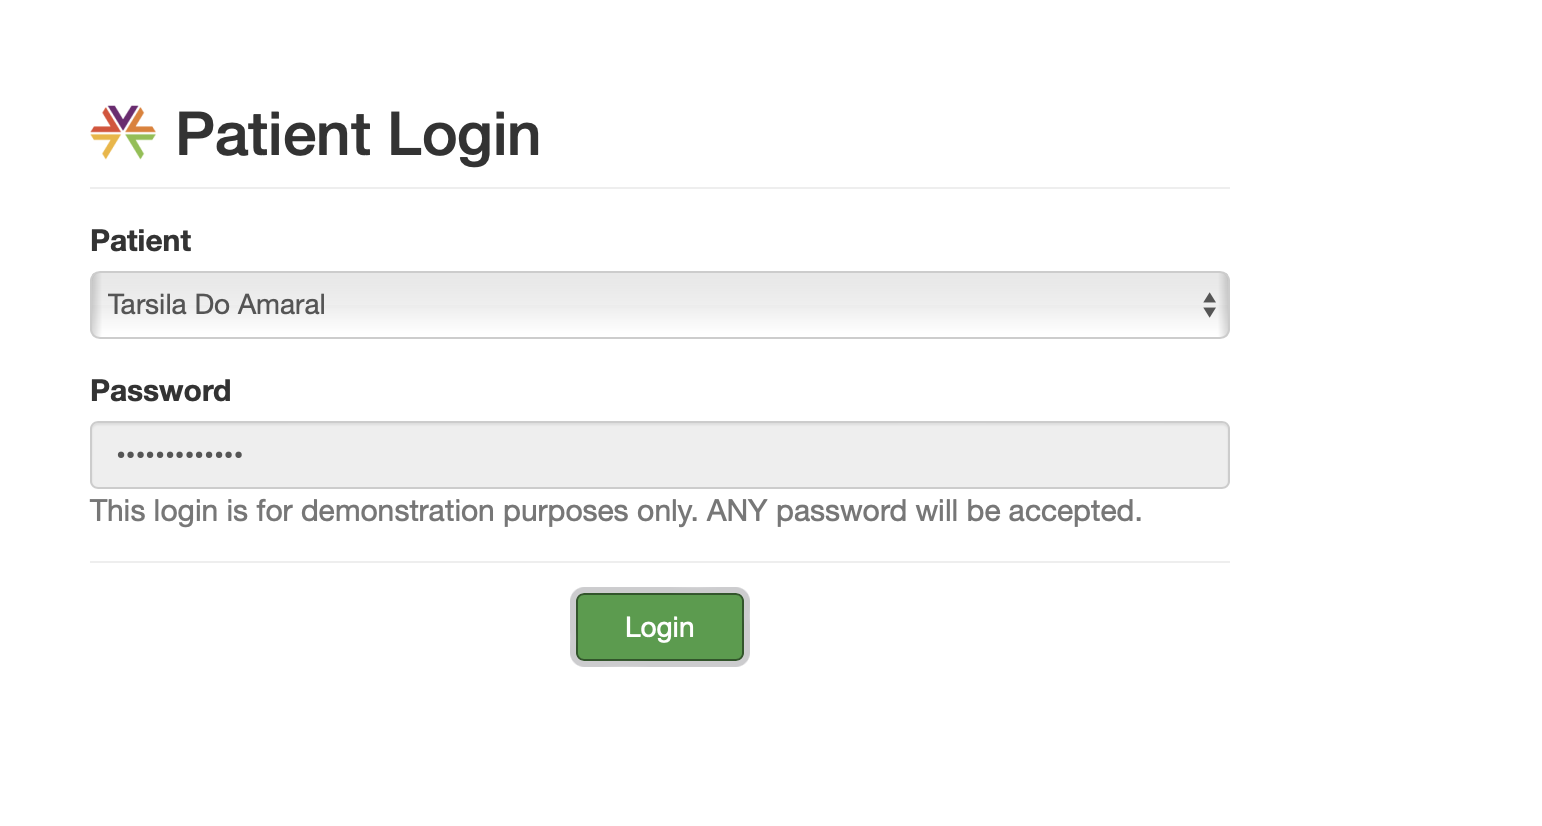 Patient Login
Patient
Tarsila Do Amaral
Password
•••••••••••••
This login is for demonstration purposes only. ANY password will be accepted.
Login